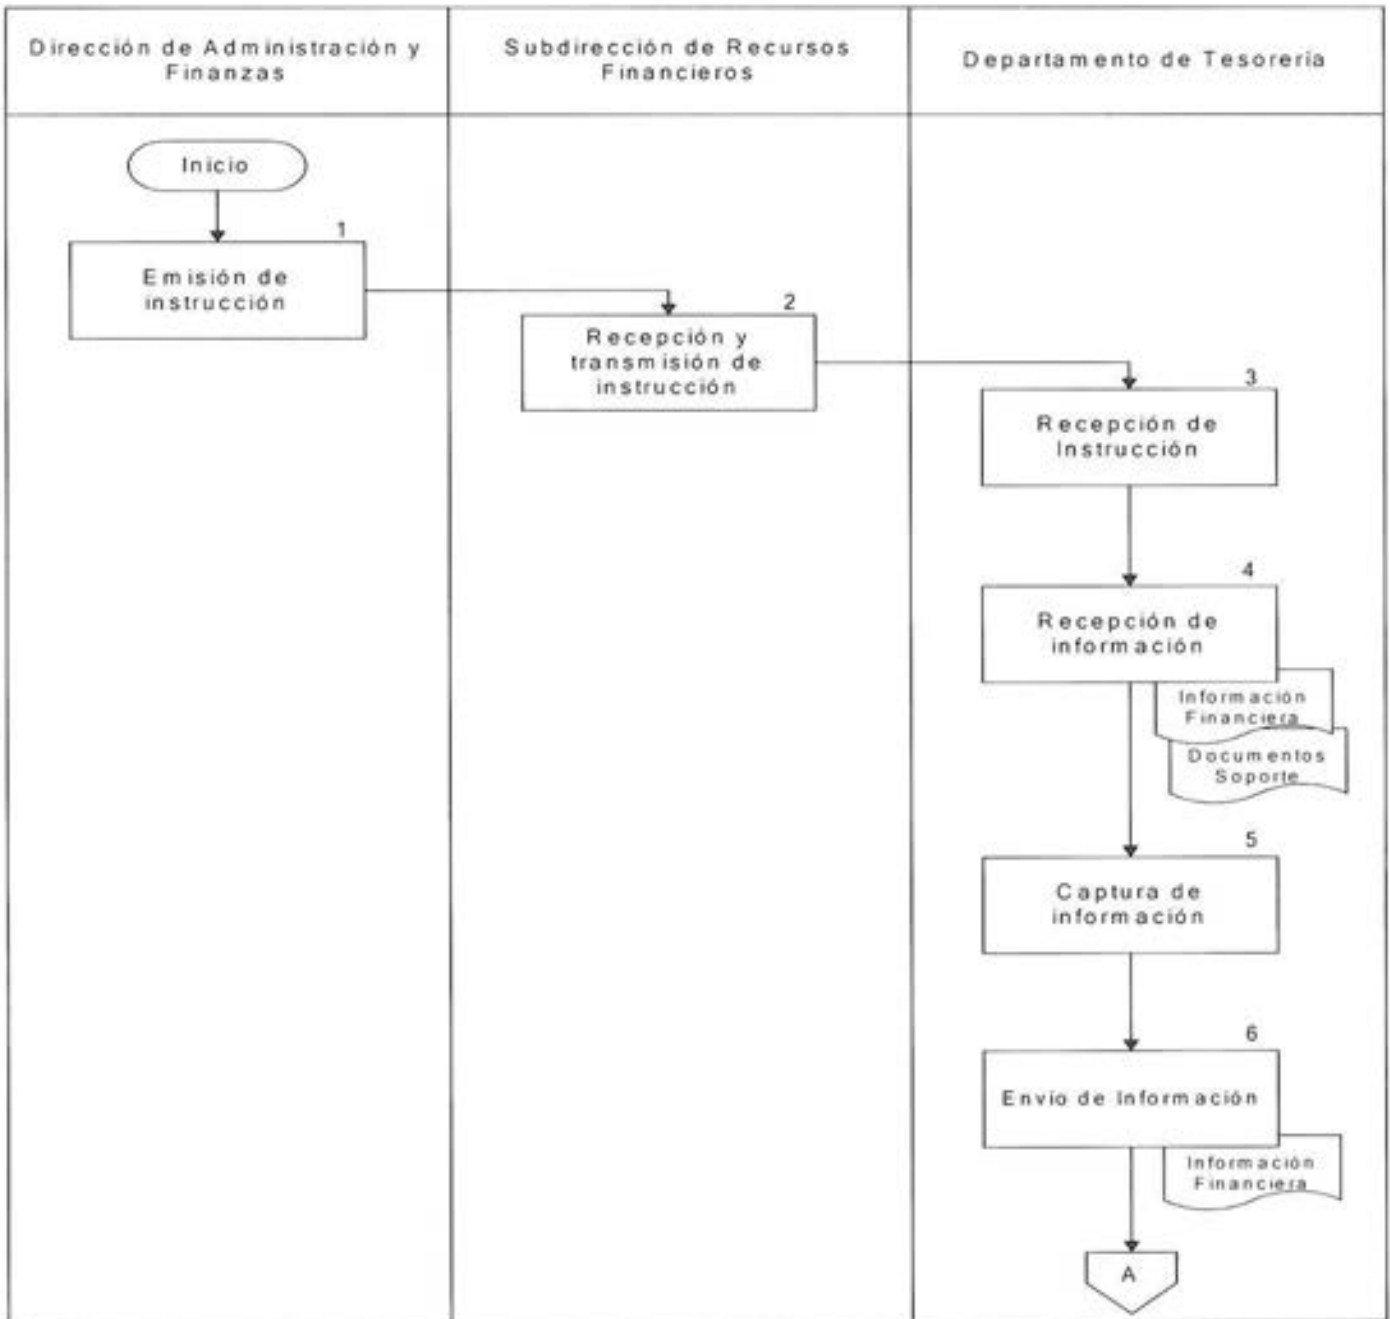 Dirección de Administración y
Finanzas
Subdirección de Recursos
Financieros
Departamento de Tesorería
Inicio
1
Emisión de
instrucción
2
Recepción y
transmisión de
instrucción
3
Recepción de
Instrucción
4
Recepción de
información
Información
Financiera
Documentos
Soporte
5
Captura de
información
6
Envío de Información
Información
Financiera
A